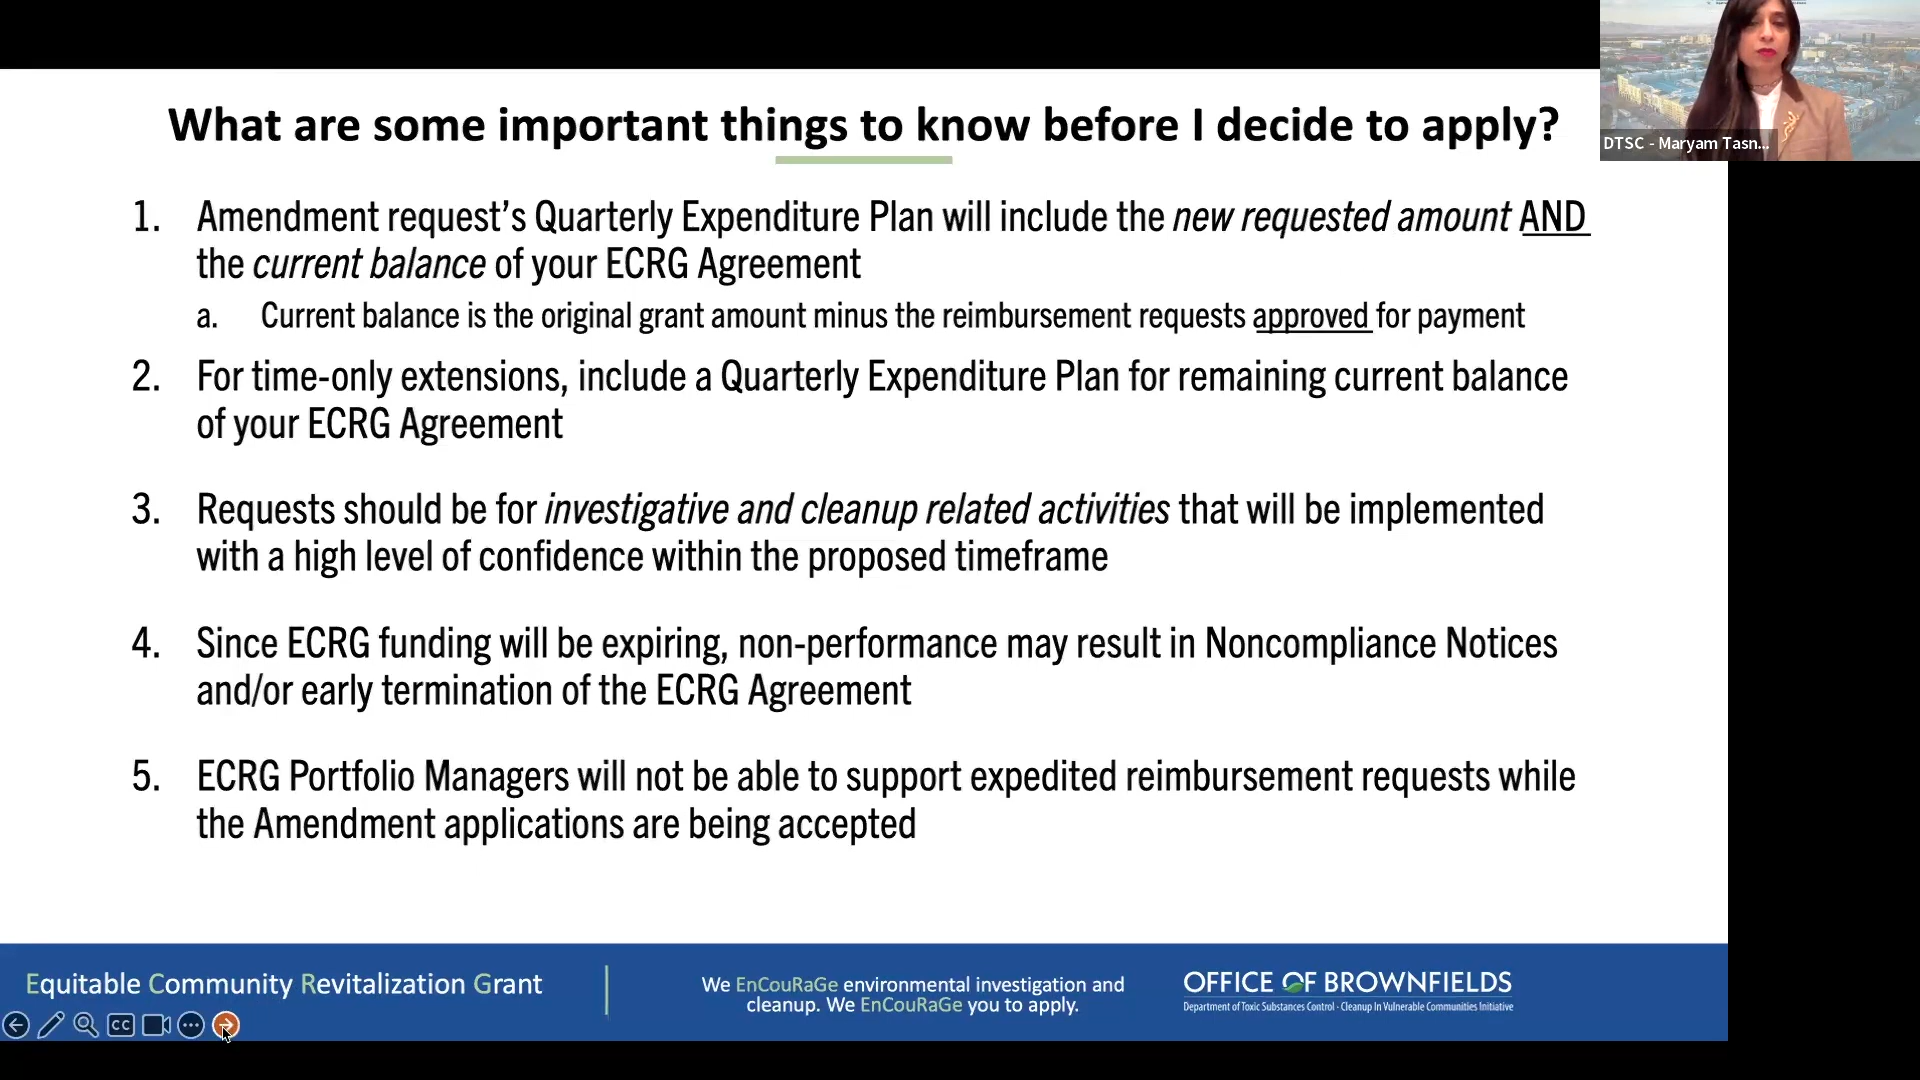 What are some important things to know before I decide to apply?
DTSC - Maryam Tasn...
1. Amendment request’s Quarterly Expenditure Plan will include the new requested amount AND
the current balance of your ECRG Agreement
a. Current balance is the original grant amount minus the reimbursement requests approved for payment
2. For time-only extensions, include a Quarterly Expenditure Plan for remaining current balance
of your ECRG Agreement
3. Requests should be for investigative and cleanup related activities that will be implemented
with a high level of confidence within the proposed timeframe
4. Since ECRG funding will be expiring, non-performance may result in Noncompliance Notices
and/or early termination of the ECRG Agreement
5. ECRG Portfolio Managers will not be able to support expedited reimbursement requests while
the Amendment applications are being accepted
Equitable Community Revitalization Grant
We EnCouRaGe environmental investigation and
cleanup. We EnCouRaGe you to apply.
OFFICE OF BROWNFIELDS
Department of Toxic Substances Control - Cleanup In Vulnerable Communities Initiative
CC